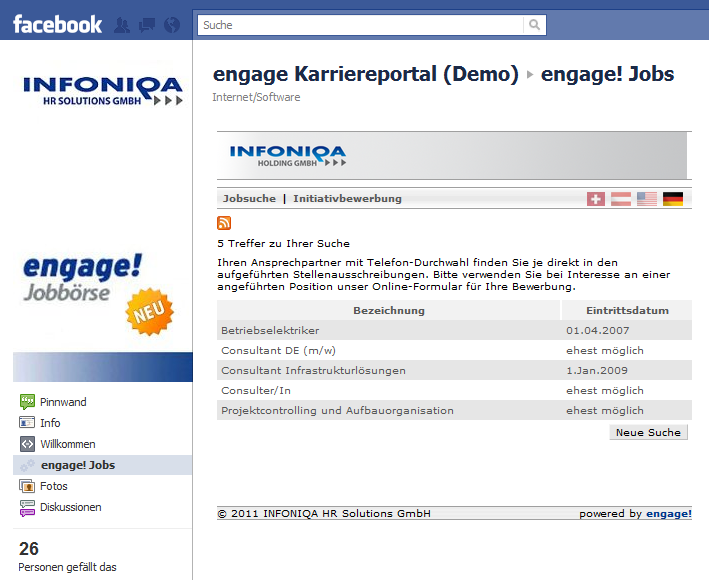 facebook
Suche
INFONIQA
HR SOLUTIONS GMBH
engage Karriereportal (Demo) engage! Jobs
Internet/Software
INFONIQA
HOLDING GMBH
Jobsuche | Initiativbewerbung
5 Treffer zu Ihrer Suche
Ihren Ansprechpartner mit Telefon-Durchwahl finden Sie je direkt in den
aufgeführten Stellenausschreibungen. Bitte verwenden Sie bei Interesse an einer
angeführten Position unser Online-Formular für Ihre Bewerbung.
Bezeichnung Eintrittsdatum
Betriebselektriker 01.04.2007
Consultant DE (m/w) ehest möglich
Consultant Infrastrukturlösungen 1.Jan.2009
Consulter/In ehest möglich
Projektcontrolling und Aufbauorganisation ehest möglich
Neue Suche
© 2011 INFONIQA HR Solutions GmbH powered by engage!
engage!
Jobbörse
NEU
Pinnwand
Info
Willkommen
engage! Jobs
Fotos
Diskussionen
26
Personen gefällt das